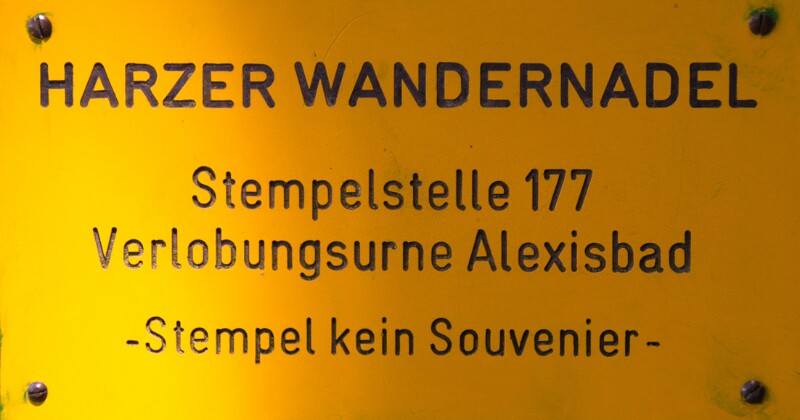 HARZER WANDERNADEL
Stempelstelle 177
Verlobungsurne Alexisbad
-Stempel kein Souvenier-